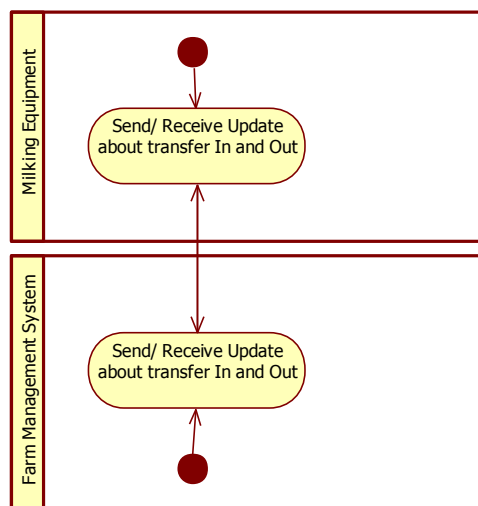 Milking Equipment
Send/ Receive Update
about transfer In and Out
Farm Management System
Send/ Receive Update
about transfer In and Out